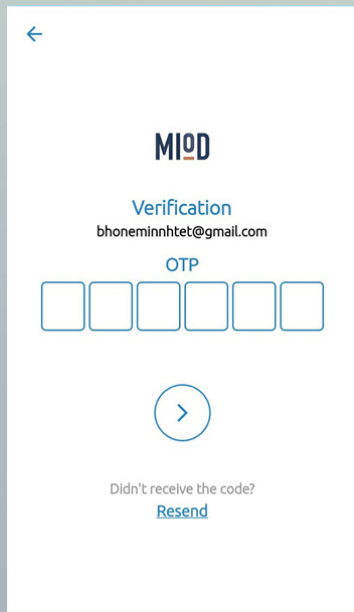 MIOD
Verification
bhoneminnhtet@gmail.com
OTP
Didn't receive the code?
Resend